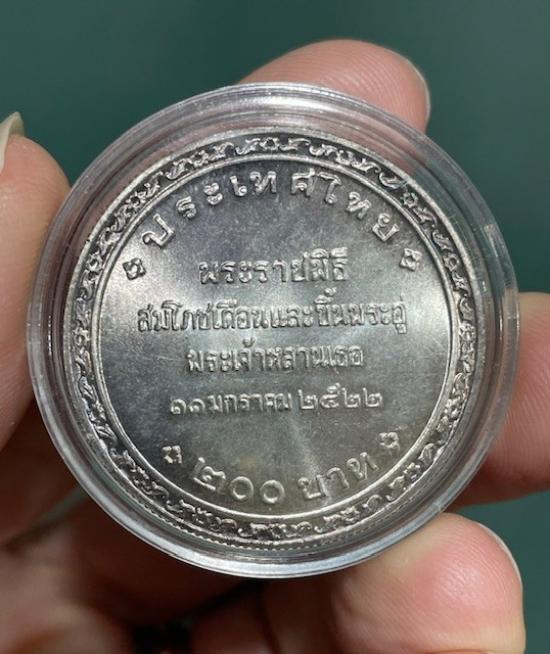 ประเทศไทย
พระราชพิธี
สมโภชเดือนและขึ้นพระอู่
พระเจ้าหลานเธอ
๑๑ มกราคม ๒๕๒๒
๒๐๐ บาท